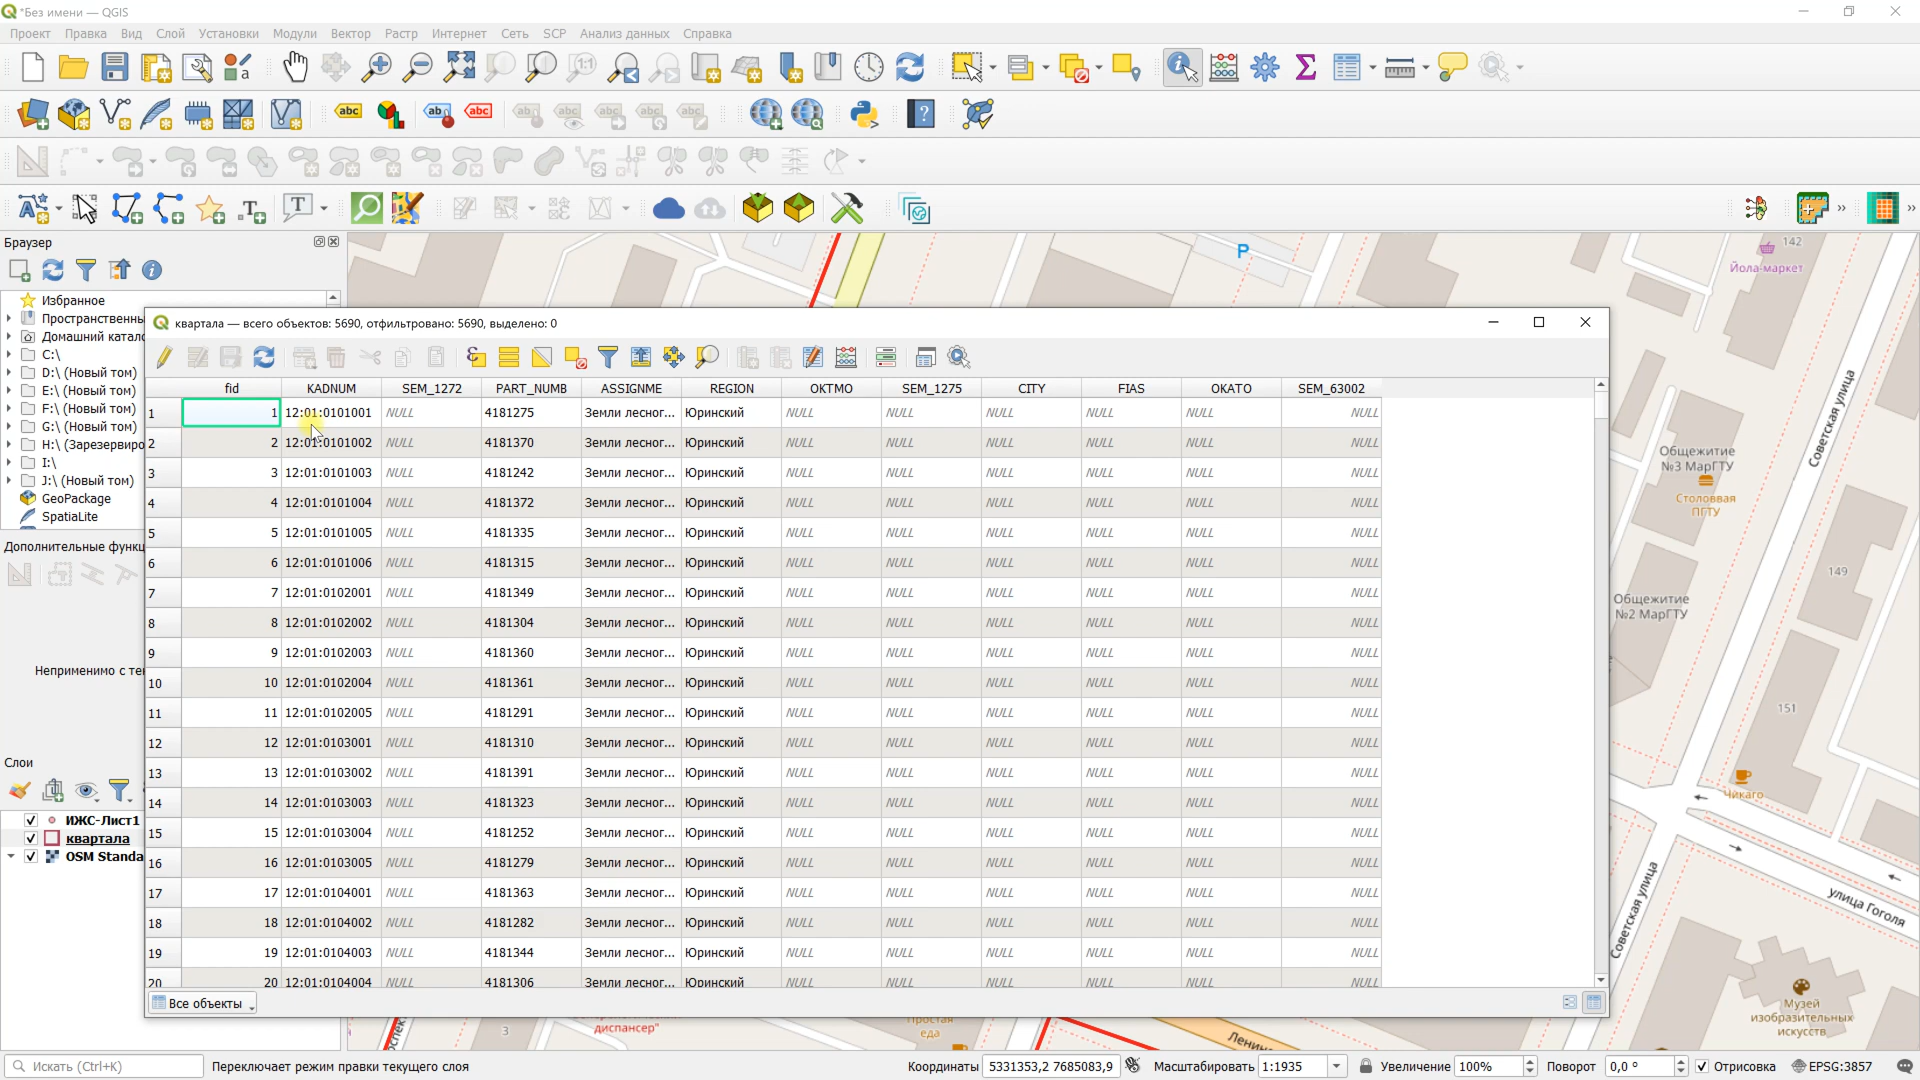 *Без имени — QGIS
Проект Правка Вид Слой Установки Модули Вектор Растр Интернет Сеть SCP Анализ данных Справка
Браузер
Избранное
Пространственны
Домашний катало
C:\
D:\ (Новый том)
E:\ (Новый том)
F:\ (Новый том)
G:\ (Новый том)
H:\ (Зарезервиро
I:\
J:\ (Новый том)
GeoPackage
SpatiaLite
Дополнительные функц
Неприменимо с те
Слои
ИЖС-Лист1
квартала
OSM Standa
квартала — всего объектов: 5690, отфильтровано: 5690, выделено: 0
fid KADNUM SEM_1272 PART_NUMB ASSIGNME REGION OKTMO SEM_1275 CITY FIAS OKATO SEM_63002
1 1 12:01:0101001 NULL 4181275 Земли лесног... Юринский NULL NULL NULL NULL NULL NULL
2 2 12:01:0101002 NULL 4181370 Земли лесног... Юринский NULL NULL NULL NULL NULL NULL
3 3 12:01:0101003 NULL 4181242 Земли лесног... Юринский NULL NULL NULL NULL NULL NULL
4 4 12:01:0101004 NULL 4181372 Земли лесног... Юринский NULL NULL NULL NULL NULL NULL
5 5 12:01:0101005 NULL 4181335 Земли лесног... Юринский NULL NULL NULL NULL NULL NULL
6 6 12:01:0101006 NULL 4181315 Земли лесног... Юринский NULL NULL NULL NULL NULL NULL
7 7 12:01:0102001 NULL 4181349 Земли лесног... Юринский NULL NULL NULL NULL NULL NULL
8 8 12:01:0102002 NULL 4181304 Земли лесног... Юринский NULL NULL NULL NULL NULL NULL
9 9 12:01:0102003 NULL 4181360 Земли лесног... Юринский NULL NULL NULL NULL NULL NULL
10 10 12:01:0102004 NULL 4181361 Земли лесног... Юринский NULL NULL NULL NULL NULL NULL
11 11 12:01:0102005 NULL 4181291 Земли лесног... Юринский NULL NULL NULL NULL NULL NULL
12 12 12:01:0103001 NULL 4181310 Земли лесног... Юринский NULL NULL NULL NULL NULL NULL
13 13 12:01:0103002 NULL 4181391 Земли лесног... Юринский NULL NULL NULL NULL NULL NULL
14 14 12:01:0103003 NULL 4181323 Земли лесног... Юринский NULL NULL NULL NULL NULL NULL
15 15 12:01:0103004 NULL 4181252 Земли лесног... Юринский NULL NULL NULL NULL NULL NULL
16 16 12:01:0103005 NULL 4181279 Земли лесног... Юринский NULL NULL NULL NULL NULL NULL
17 17 12:01:0104001 NULL 4181363 Земли лесног... Юринский NULL NULL NULL NULL NULL NULL
18 18 12:01:0104002 NULL 4181282 Земли лесног... Юринский NULL NULL NULL NULL NULL NULL
19 19 12:01:0104003 NULL 4181344 Земли лесног... Юринский NULL NULL NULL NULL NULL NULL
20 20 12:01:0104004 NULL 4181306 Земли лесног... Юринский NULL NULL NULL NULL NULL NULL
Все объекты
P
142
Йола-маркет
Советская улица
Общежитие
№3 МарГТУ
Столоввая
ПГТУ
149
Общежитие
№2 МарГТУ
151
Чикаго
улица Гоголя
Советская улица
Музей
изобразительных
искусств
3
диспансер"
Простая
еда
Ленин
Искать (Ctrl+K) Переключает режим правки текущего слоя Координаты 5331353,2 7685083,9 Масштабировать 1:1935 Увеличение 100% Поворот 0,0 ° Отрисовка EPSG:3857